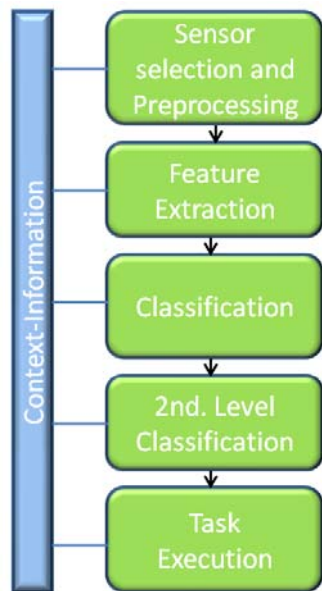 Context-Information
Sensor
selection and
Preprocessing
Feature
Extraction
Classification
2nd. Level
Classification
Task
Execution